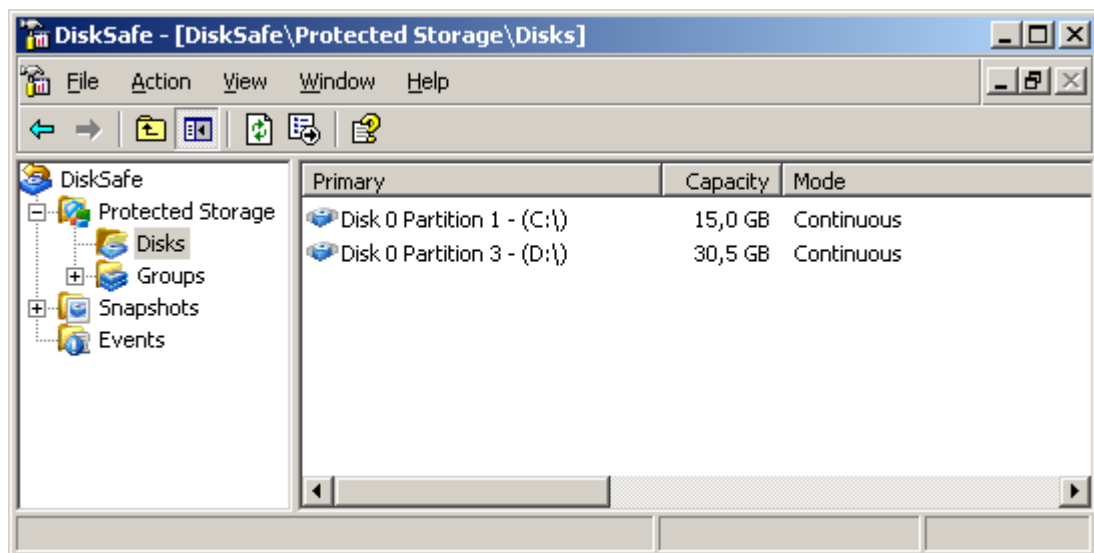 DiskSafe - [DiskSafe\Protected Storage\Disks]
File Action View Window Help
DiskSafe
Protected Storage
Disks
Groups
Snapshots
Events
Primary Capacity Mode
Disk 0 Partition 1 - (C:\) 15,0 GB Continuous
Disk 0 Partition 3 - (D:\) 30,5 GB Continuous